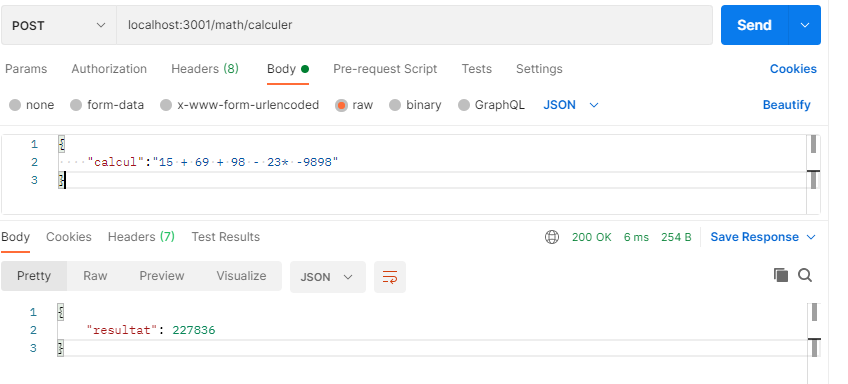 POST localhost:3001/math/calculer Send
Params Authorization Headers (8) Body Pre-request Script Tests Settings Cookies
none form-data x-www-form-urlencoded raw binary GraphQL JSON Beautify
1 {
2 ····"calcul":"15·+·69·+·98·-·23*·-9898"
3 }
Body Cookies Headers (7) Test Results 200 OK 6 ms 254 B Save Response
Pretty Raw Preview Visualize JSON
1 {
2 "resultat": 227836
3 }